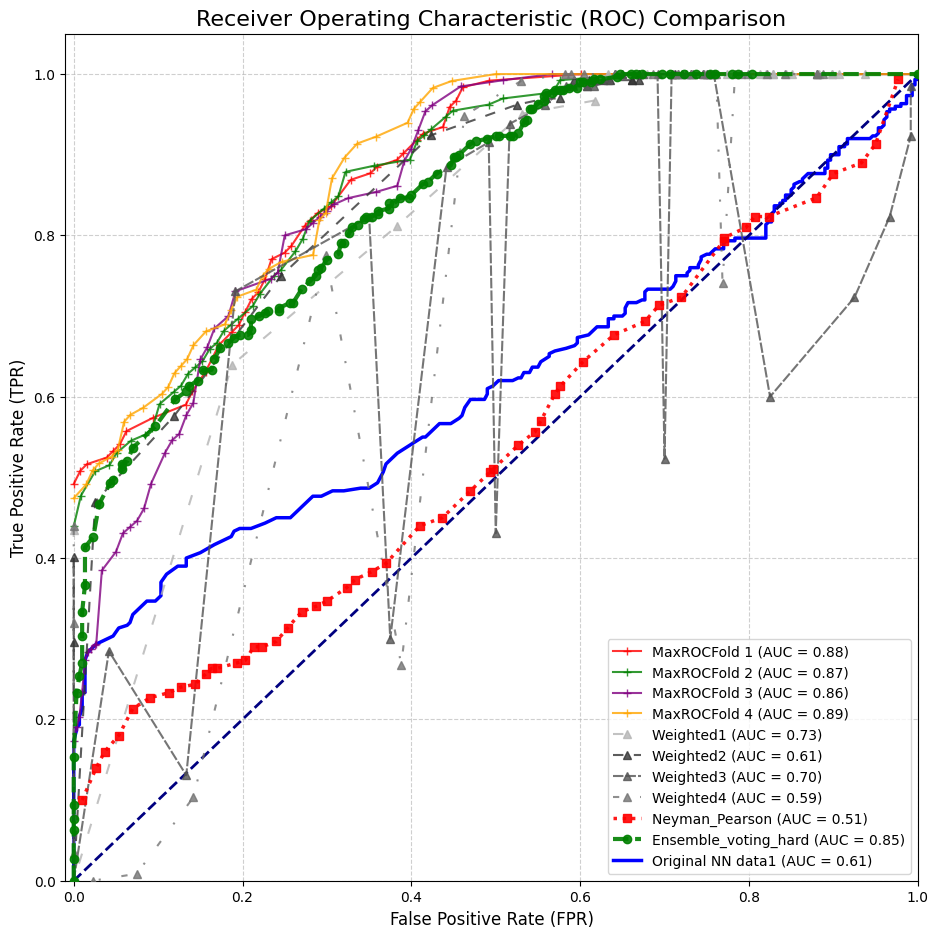 Receiver Operating Characteristic (ROC) Comparison
True Positive Rate (TPR)
1.0
0.8
0.6
0.4
0.2
0.0
MaxROCFold 1 (AUC = 0.88)
MaxROCFold 2 (AUC = 0.87)
MaxROCFold 3 (AUC = 0.86)
MaxROCFold 4 (AUC = 0.89)
Weighted1 (AUC = 0.73)
Weighted2 (AUC = 0.61)
Weighted3 (AUC = 0.70)
Weighted4 (AUC = 0.59)
Neyman_Pearson (AUC = 0.51)
Ensemble_voting_hard (AUC = 0.85)
Original NN data1 (AUC = 0.61)
0.0 0.2 0.4 0.6 0.8 1.0
False Positive Rate (FPR)